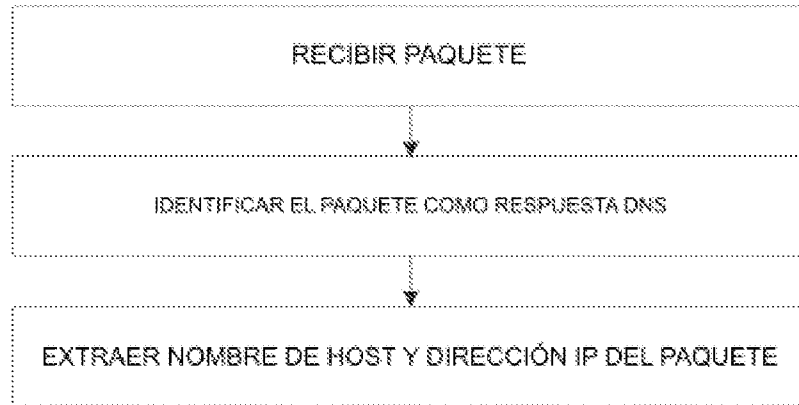 RECIBIR PAQUETE
IDENTIFICAR EL PAQUETE COMO RESPUESTA DNS
EXTRAER NOMBRE DE HOST Y DIRECCIÓN IP DEL PAQUETE